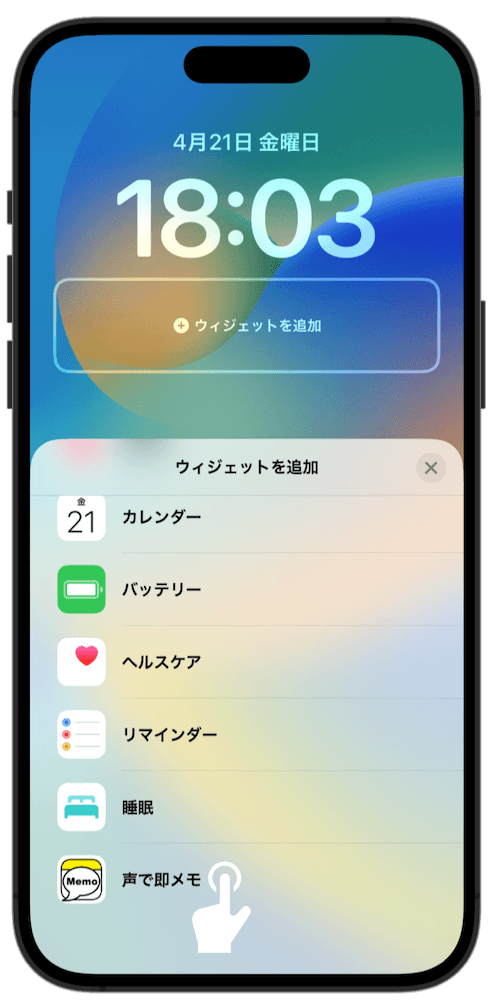 4月21日 金曜日
18:03
ウィジェットを追加
ウィジェットを追加
金
21
カレンダー
バッテリー
ヘルスケア
リマインダー
睡眠
Memo
声で即メモ